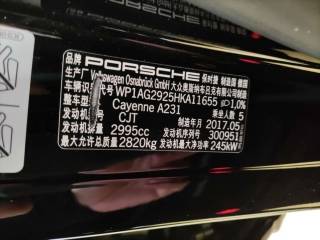 品牌 PORSCHE 保时捷 制造国 德国
生产厂 Volkswagen Osnabrück GmbH 大众奥斯纳布吕克有限公司
车辆识别代号 WP1AG2925HKA11655 1,0%
整车型号 Cayenne A231 乘坐人数 5
发动机型号 CJT 制造年月 2017.05
发动机排量 2995cc 发动机序列号 300951
最大允许总质量 2820kg 发动机最大净功率 245kW